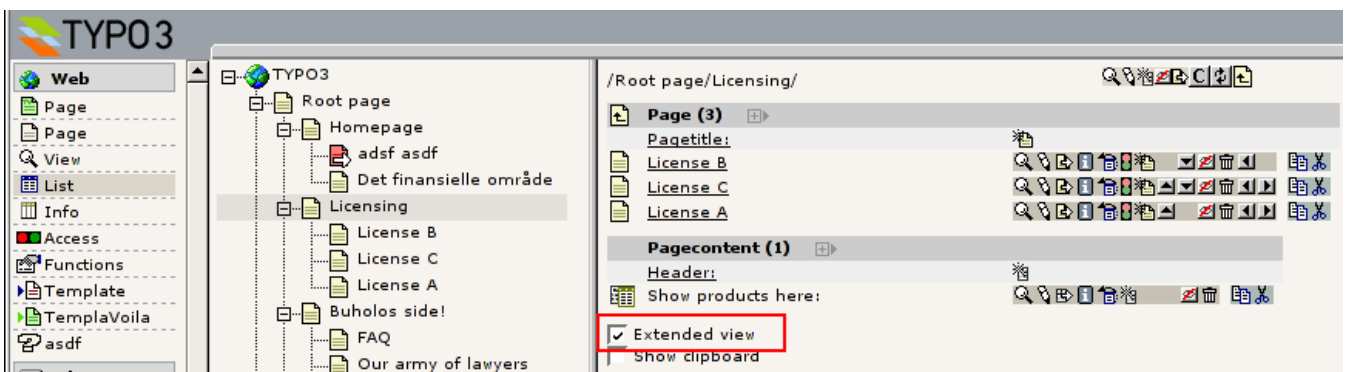 TYPO3
Web
Page
Page
View
List
Info
Access
Functions
Template
TemplaVoila
asdf
TYPO3
Root page
Homepage
adsf asdf
Det finansielle område
Licensing
License B
License C
License A
Buholos side!
FAQ
Our army of lawyers
/Root page/Licensing/
Page (3)
Pagetitle:
License B
License C
License A
Pagecontent (1)
Header:
Show products here:
Extended view
Show clipboard